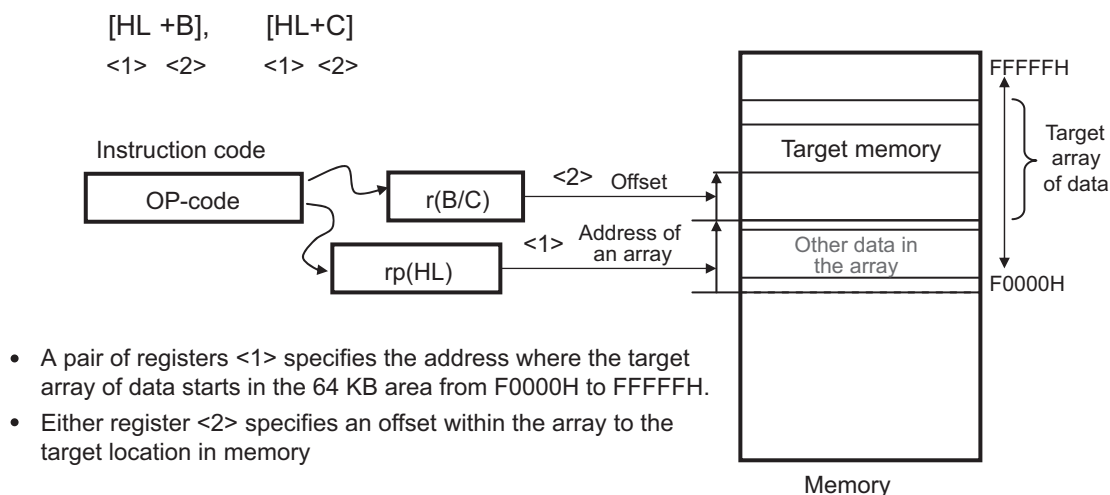 [HL +B], [HL+C]
<1> <2> <1> <2>
FFFFFH
Target
array
of data
Target memory
Instruction code
OP-code
r(B/C)
<2> Offset
rp(HL)
<1> Address of
an array
Other data in
the array
F0000H
• A pair of registers <1> specifies the address where the target
array of data starts in the 64 KB area from F0000H to FFFFFH.
• Either register <2> specifies an offset within the array to the
target location in memory
Memory